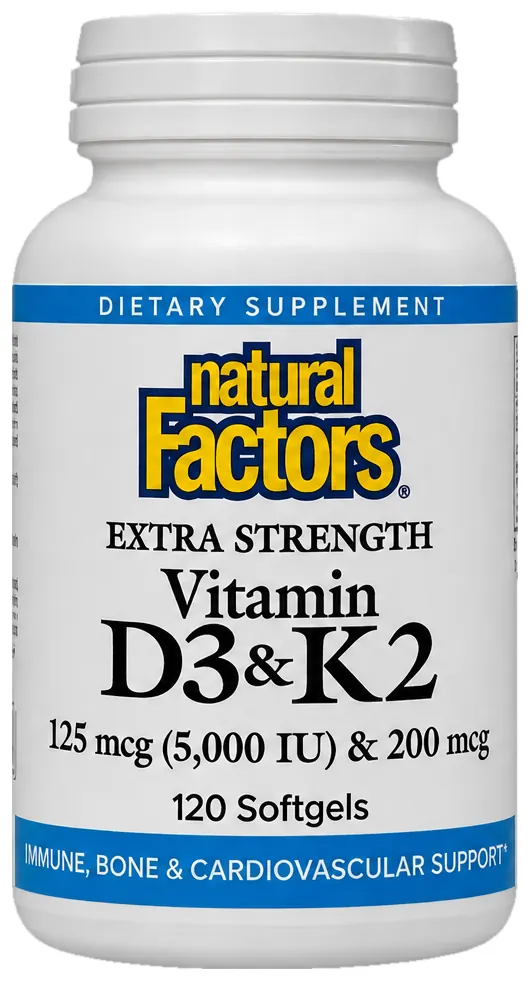 DIETARY SUPPLEMENT
natural
Factors®
EXTRA STRENGTH
Vitamin
D3&K2
125 mcg (5,000 IU) & 200 mcg
120 Softgels
IMMUNE, BONE & CARDIOVASCULAR SUPPORT*